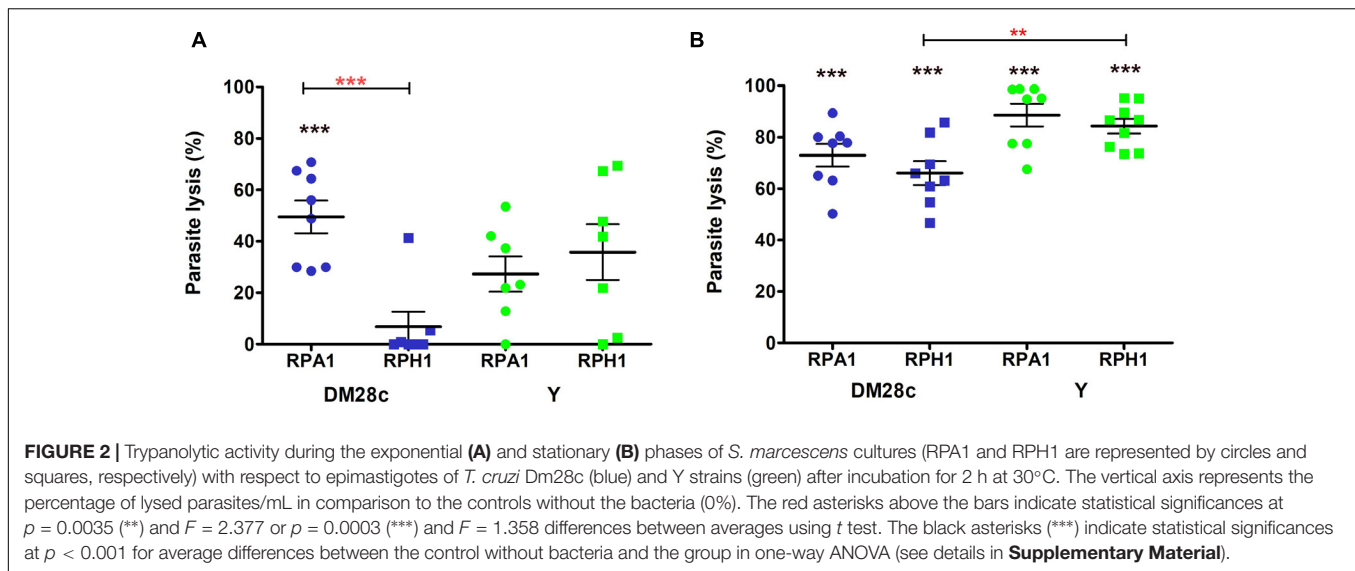 A
B
***
**
***
***
***
***
***
Parasite lysis (%)
100
80
60
40
20
0
RPA1 RPH1 RPA1 RPH1
DM28c Y
Parasite lysis (%)
100
80
60
40
20
0
RPA1 RPH1 RPA1 RPH1
DM28c Y
FIGURE 2 | Trypanolytic activity during the exponential (A) and stationary (B) phases of S. marcescens cultures (RPA1 and RPH1 are represented by circles and
squares, respectively) with respect to epimastigotes of T. cruzi Dm28c (blue) and Y strains (green) after incubation for 2 h at 30°C. The vertical axis represents the
percentage of lysed parasites/mL in comparison to the controls without the bacteria (0%). The red asterisks above the bars indicate statistical significances at
p = 0.0035 (**) and F = 2.377 or p = 0.0003 (***) and F = 1.358 differences between averages using t test. The black asterisks (***) indicate statistical significances
at p < 0.001 for average differences between the control without bacteria and the group in one-way ANOVA (see details in Supplementary Material).